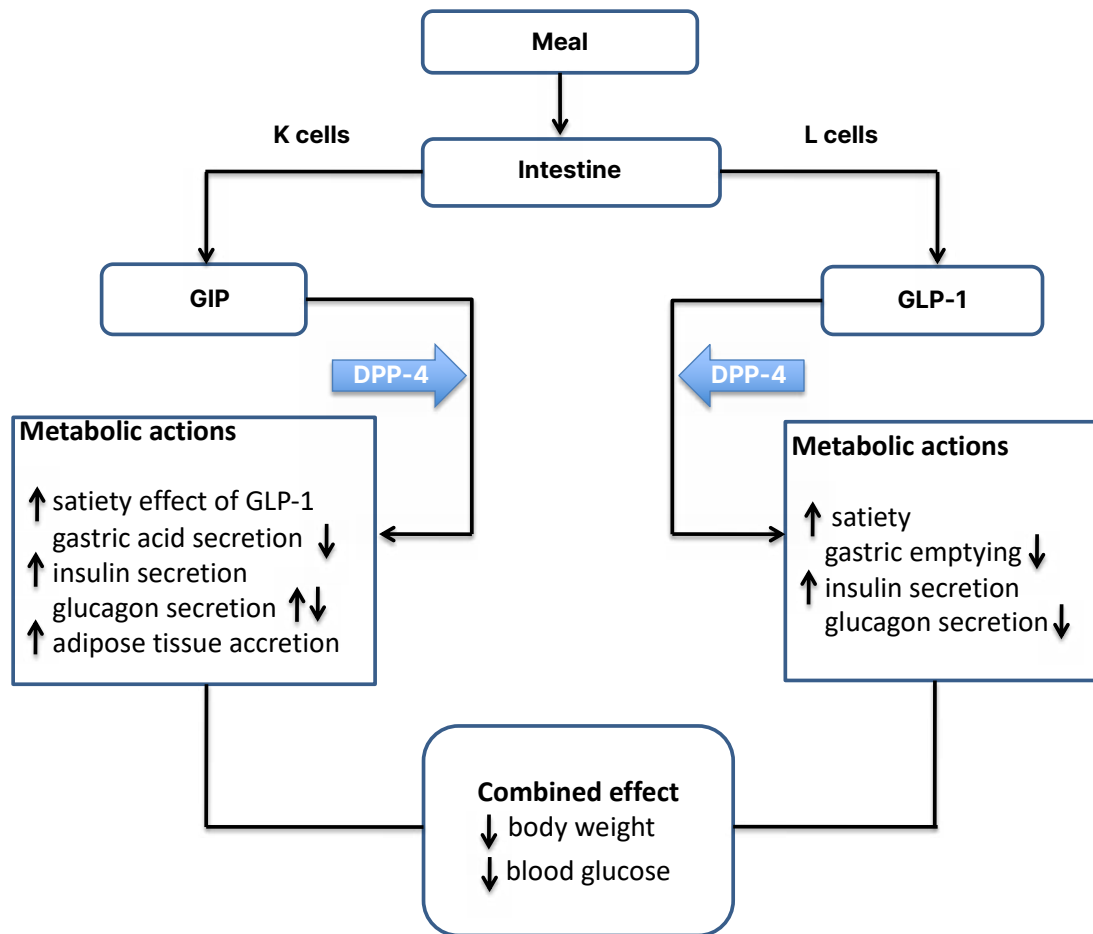 Meal
K cells
L cells
Intestine
GIP
GLP-1
DPP-4
DPP-4
Metabolic actions
↑ satiety effect of GLP-1
gastric acid secretion ↓
↑ insulin secretion
glucagon secretion ↑↓
↑ adipose tissue accretion
Metabolic actions
↑ satiety
gastric emptying ↓
↑ insulin secretion
glucagon secretion ↓
Combined effect
↓ body weight
↓ blood glucose